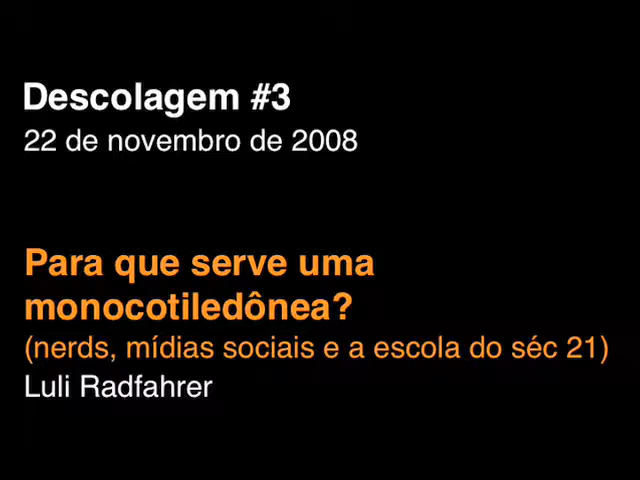 Descolagem #3
22 de novembro de 2008
Para que serve uma
monocotiledônea?
(nerds, mídias sociais e a escola do séc 21)
Luli Radfahrer